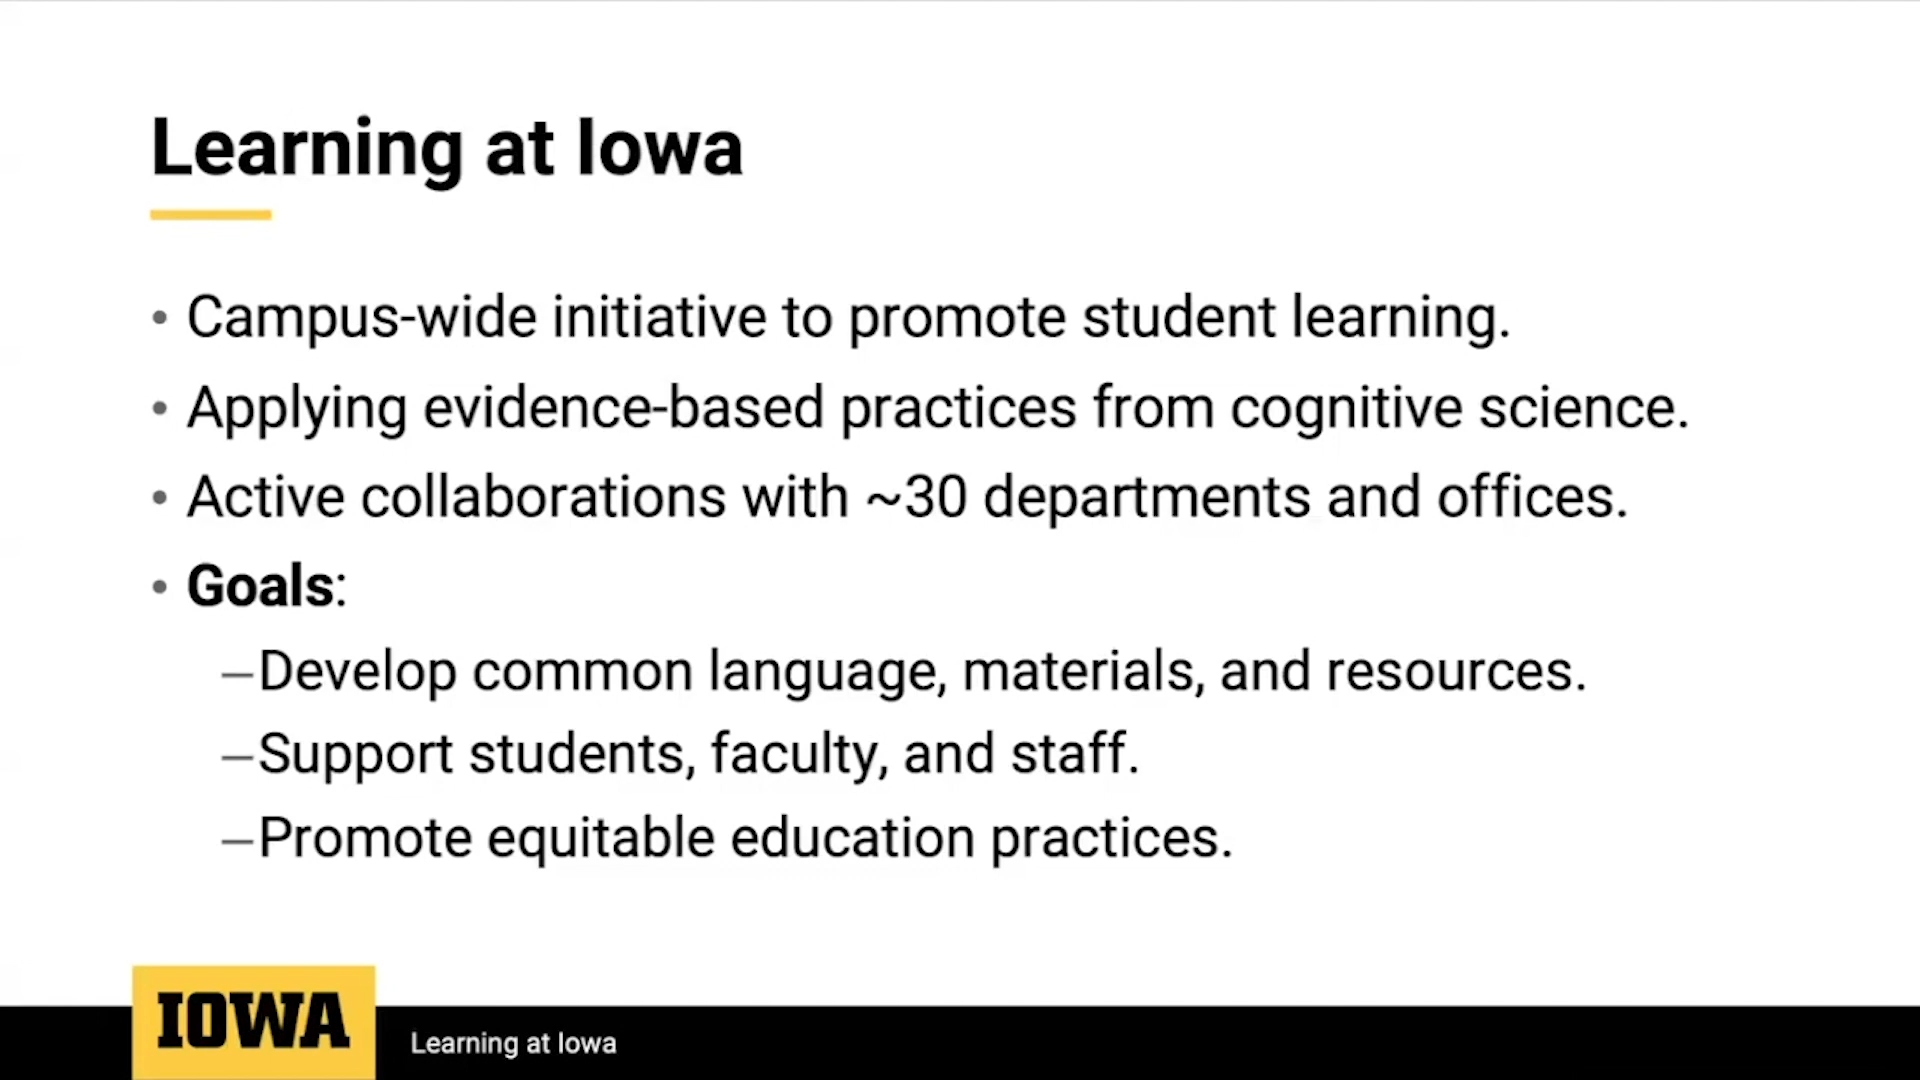 Learning at Iowa
• Campus-wide initiative to promote student learning.
• Applying evidence-based practices from cognitive science.
• Active collaborations with ~30 departments and offices.
• Goals:
—Develop common language, materials, and resources.
—Support students, faculty, and staff.
—Promote equitable education practices.
IOWA
Learning at Iowa